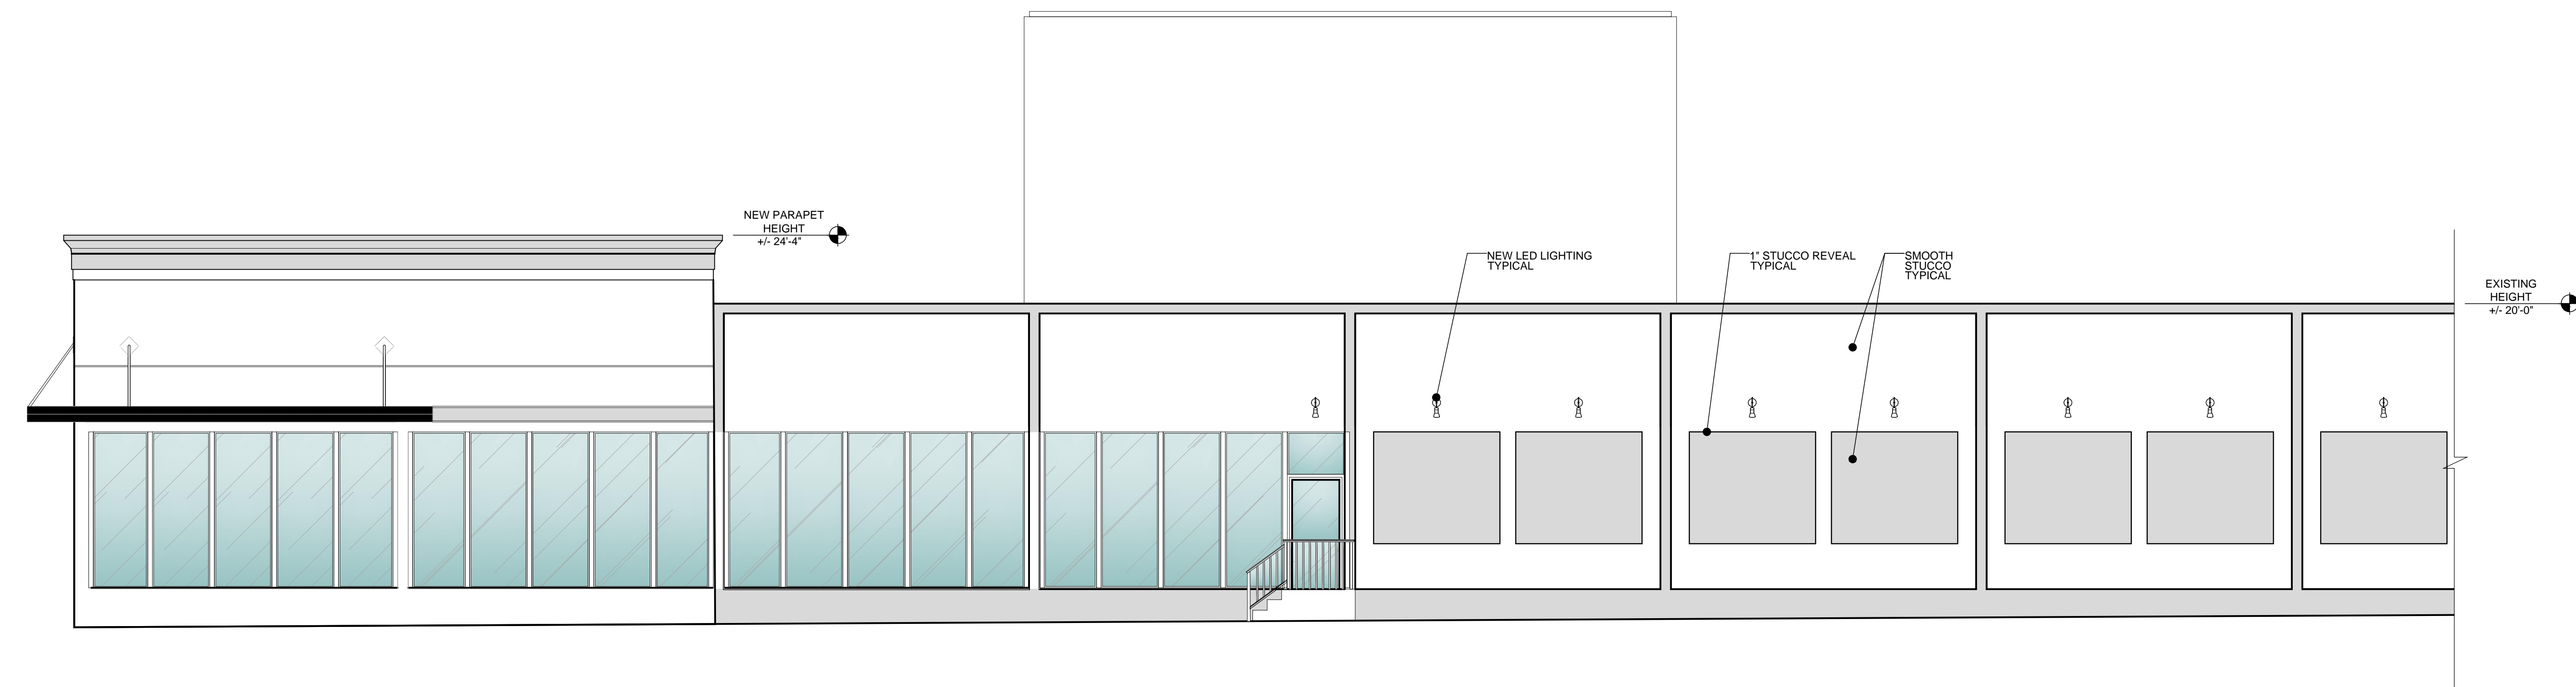 NEW PARAPET
HEIGHT
+/- 24'-4"
NEW LED LIGHTING
TYPICAL
1" STUCCO REVEAL
TYPICAL
SMOOTH
STUCCO
TYPICAL
EXISTING
HEIGHT
+/- 20'-0"